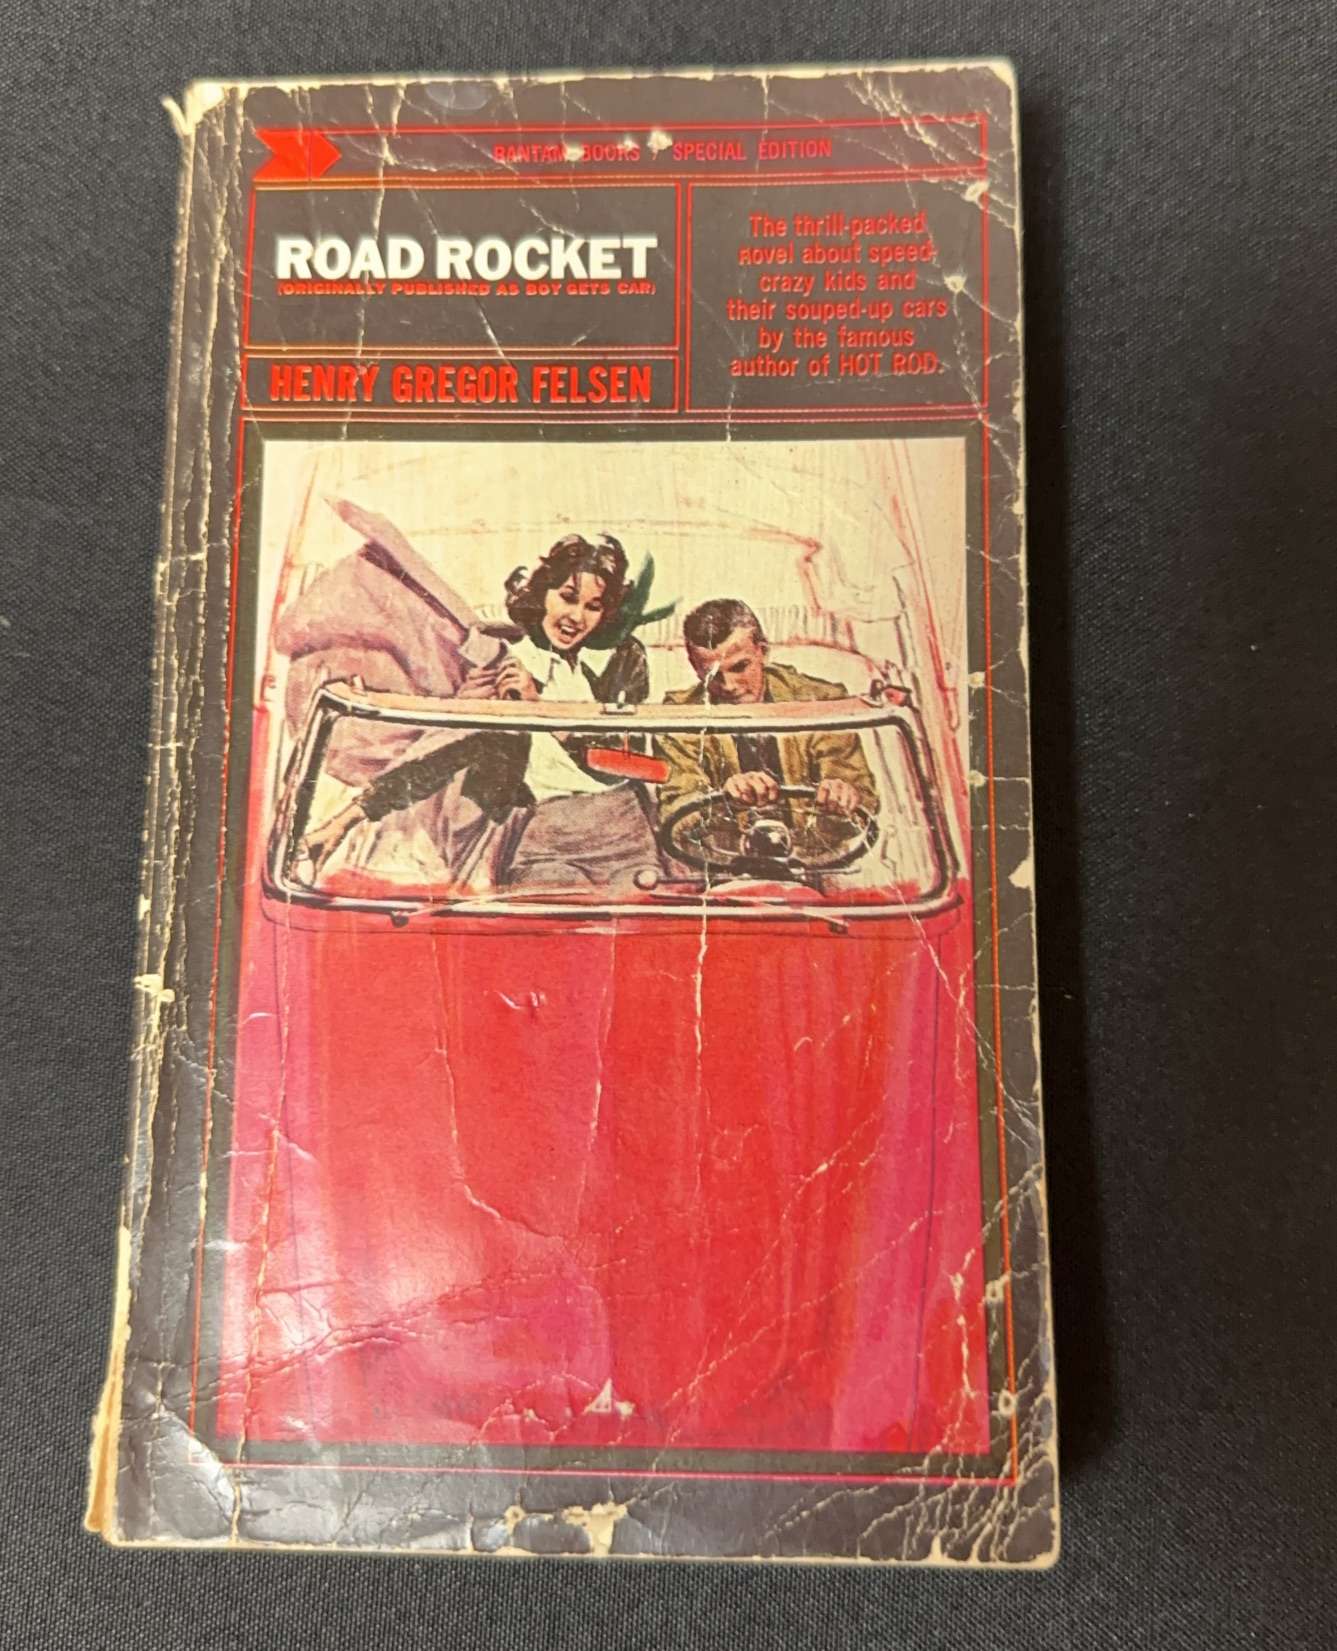 BANTAM BOOKS / SPECIAL EDITION
ROAD ROCKET
(ORIGINALLY PUBLISHED AS BOY GETS CAR)
HENRY GREGOR FELSEN
The thrill-packed
novel about speed-
crazy kids and
their souped-up cars
by the famous
author of HOT ROD.